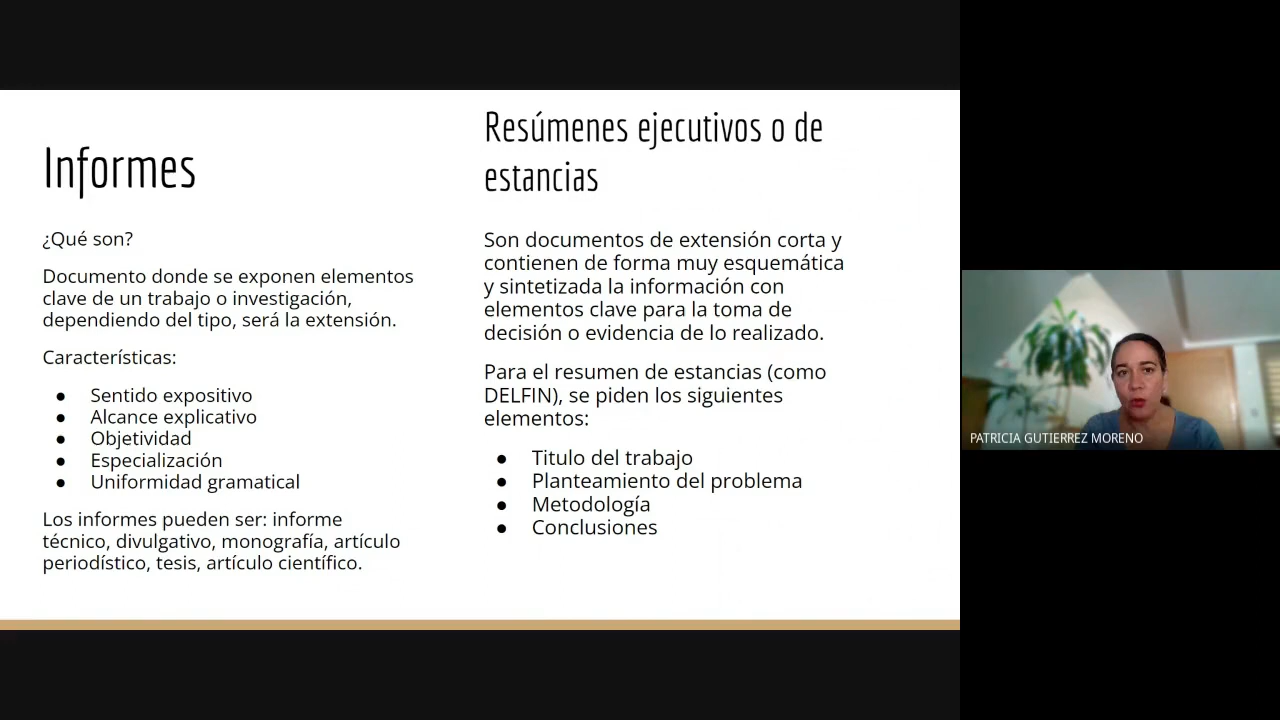 Informes
¿Qué son?
Documento donde se exponen elementos
clave de un trabajo o investigación,
dependiendo del tipo, será la extensión.
Características:
● Sentido expositivo
● Alcance explicativo
● Objetividad
● Especialización
● Uniformidad gramatical
Los informes pueden ser: informe
técnico, divulgativo, monografía, artículo
periodístico, tesis, artículo científico.
Resúmenes ejecutivos o de
estancias
Son documentos de extensión corta y
contienen de forma muy esquemática
y sintetizada la información con
elementos clave para la toma de
decisión o evidencia de lo realizado.
Para el resumen de estancias (como
DELFIN), se piden los siguientes
elementos:
● Titulo del trabajo
● Planteamiento del problema
● Metodología
● Conclusiones
PATRICIA GUTIERREZ MORENO